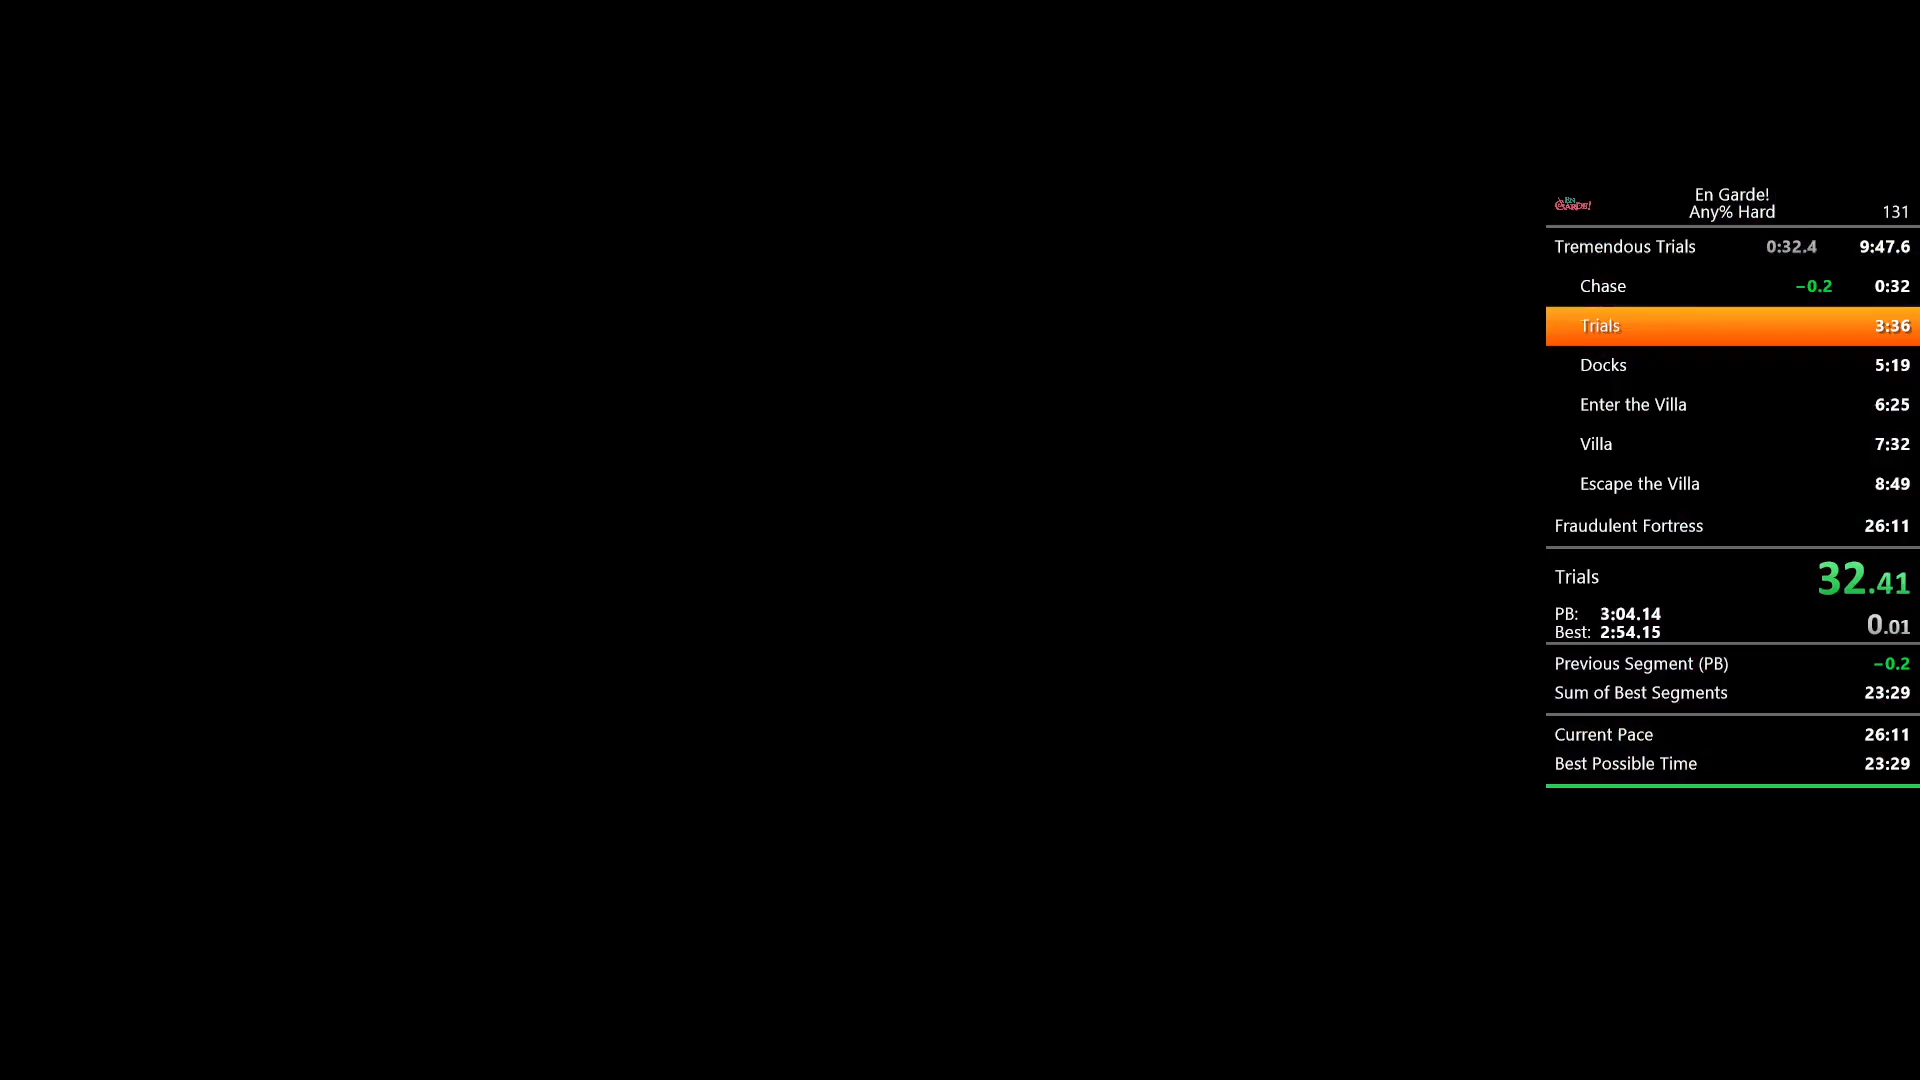 EN GARDE!
En Garde!
Any% Hard 131
Tremendous Trials 0:32.4 9:47.6
Chase −0.2 0:32
Trials 3:36
Docks 5:19
Enter the Villa 6:25
Villa 7:32
Escape the Villa 8:49
Fraudulent Fortress 26:11
Trials 32.41
PB: 3:04.14
Best: 2:54.15 0.01
Previous Segment (PB) −0.2
Sum of Best Segments 23:29
Current Pace 26:11
Best Possible Time 23:29